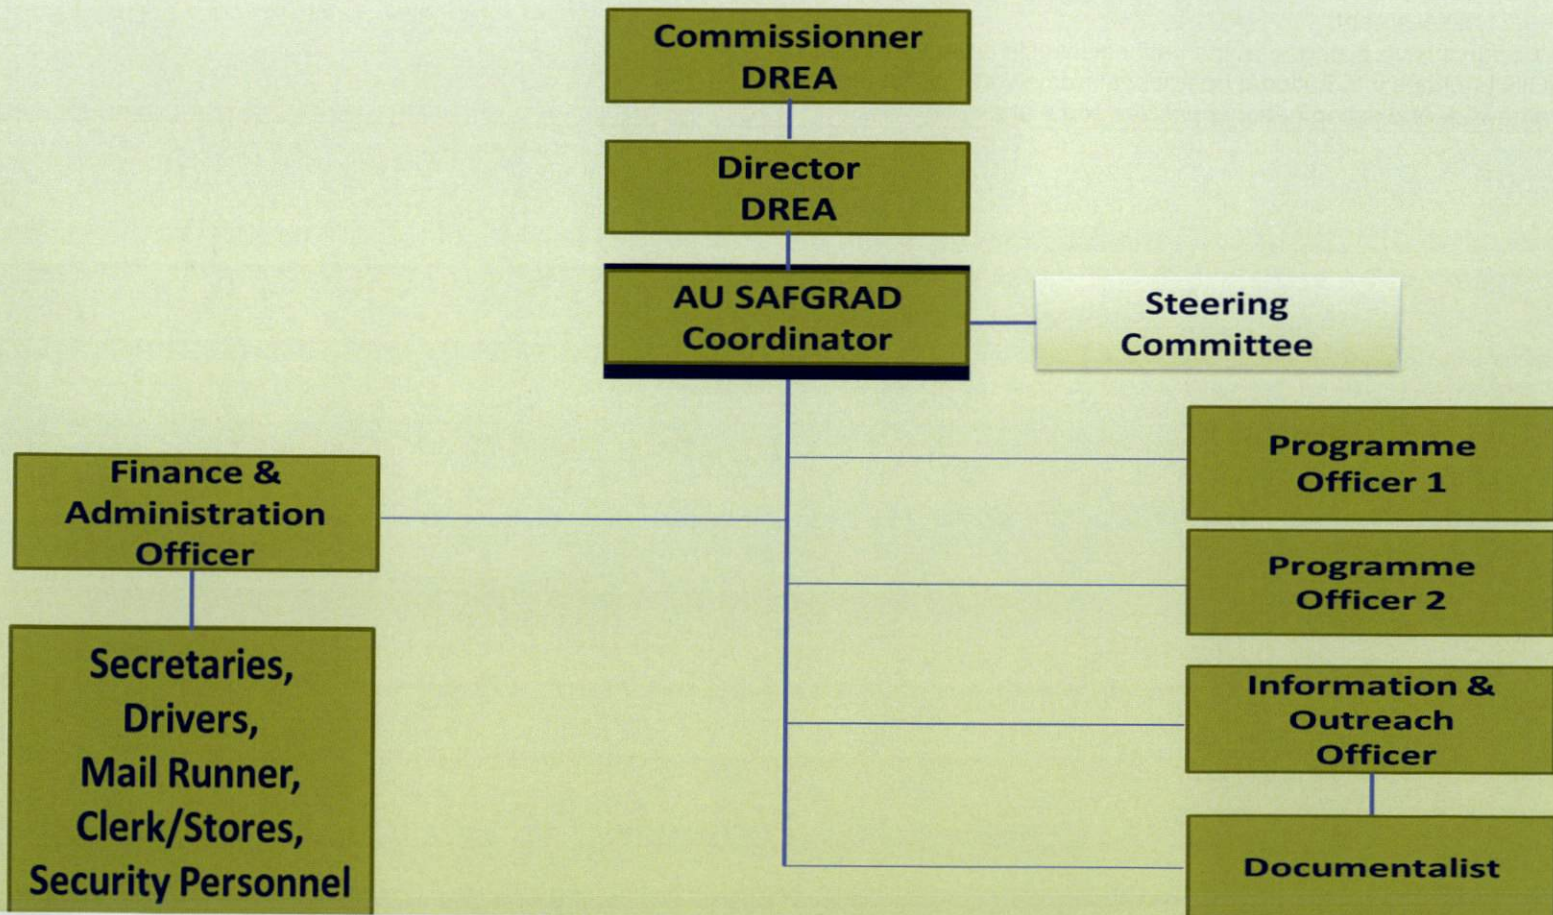 Commissionner
DREA
Director
DREA
AU SAFGRAD
Coordinator
Steering
Committee
Programme
Officer 1
Finance &
Administration
Officer
Programme
Officer 2
Secretaries,
Drivers,
Mail Runner,
Clerk/Stores,
Security Personnel
Information &
Outreach
Officer
Documentalist